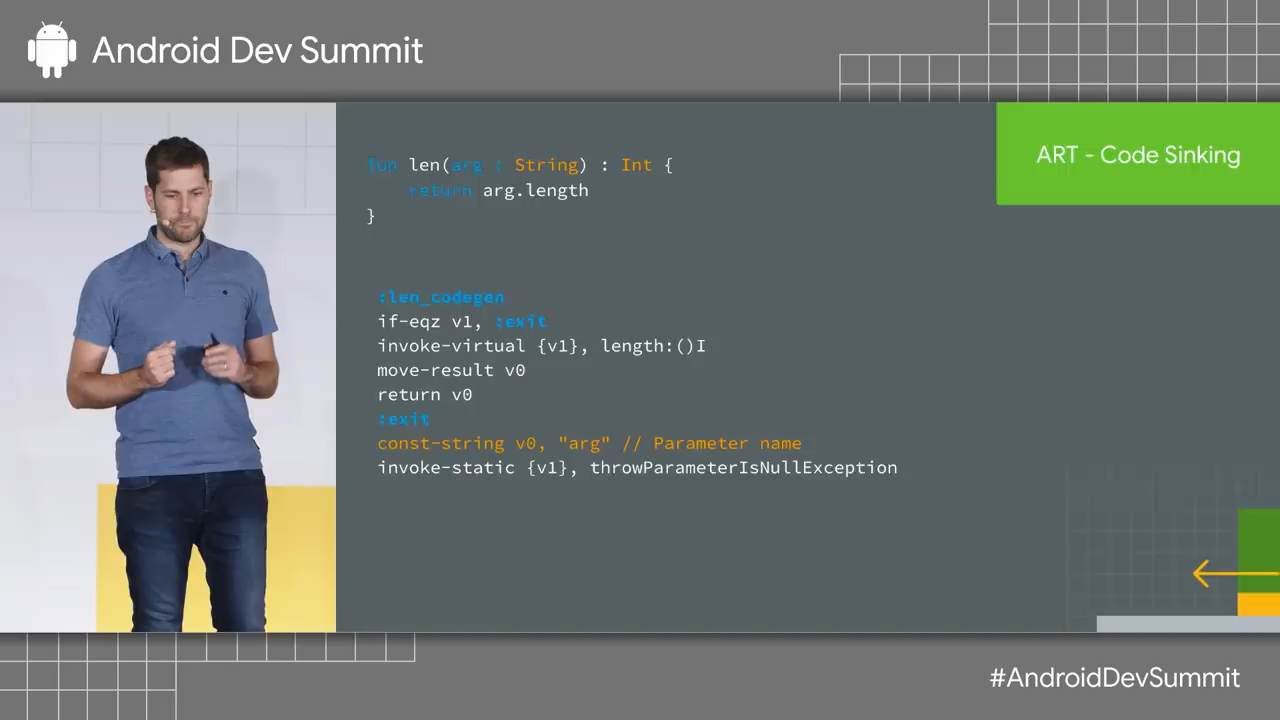 Android Dev Summit
ART - Code Sinking
fun len(arg : String) : Int {
    return arg.length
}
:len_codegen
if-eqz v1, :exit
invoke-virtual {v1}, length:()I
move-result v0
return v0
:exit
const-string v0, "arg" // Parameter name
invoke-static {v1}, throwParameterIsNullException
#AndroidDevSummit